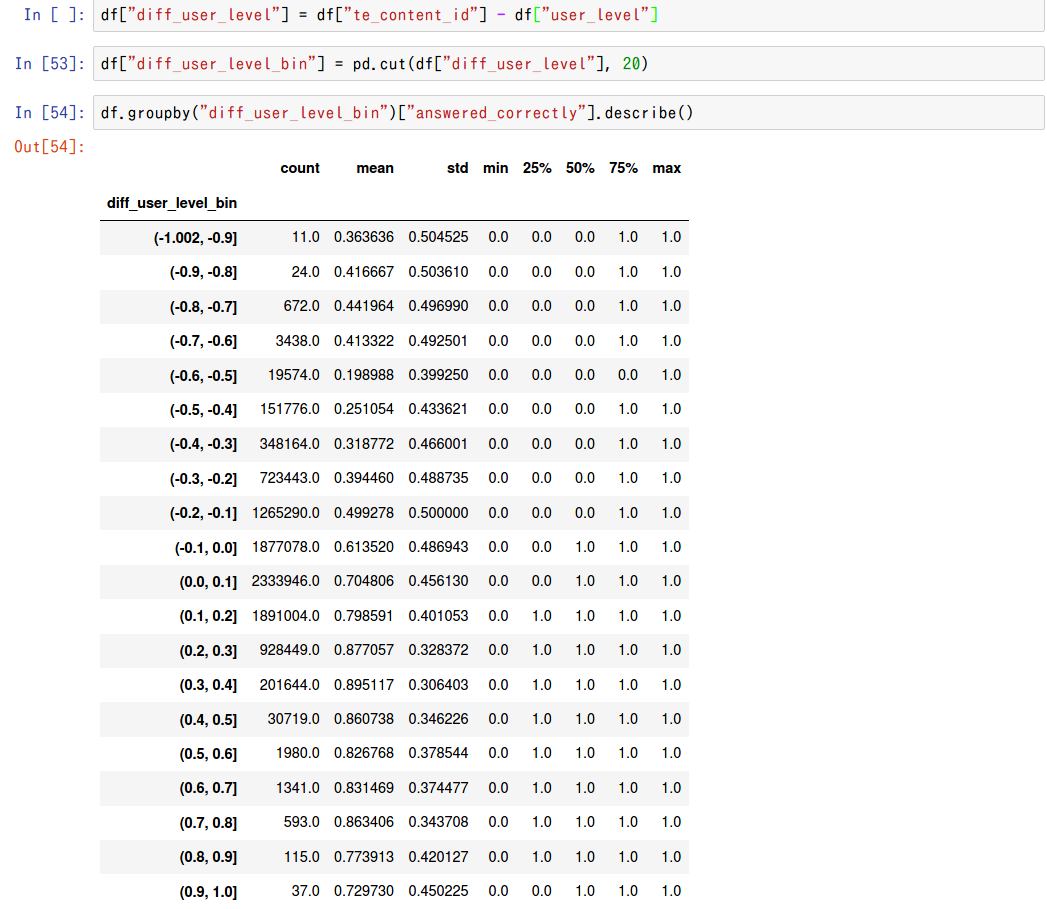 In [ ]: df["diff_user_level"] = df["te_content_id"] - df["user_level"]
In [53]: df["diff_user_level_bin"] = pd.cut(df["diff_user_level"], 20)
In [54]: df.groupby("diff_user_level_bin")["answered_correctly"].describe()
Out[54]:
count mean std min 25% 50% 75% max
diff_user_level_bin
(-1.002, -0.9] 11.0 0.363636 0.504525 0.0 0.0 0.0 1.0 1.0
(-0.9, -0.8] 24.0 0.416667 0.503610 0.0 0.0 0.0 1.0 1.0
(-0.8, -0.7] 672.0 0.441964 0.496990 0.0 0.0 0.0 1.0 1.0
(-0.7, -0.6] 3438.0 0.413322 0.492501 0.0 0.0 0.0 1.0 1.0
(-0.6, -0.5] 19574.0 0.198988 0.399250 0.0 0.0 0.0 0.0 1.0
(-0.5, -0.4] 151776.0 0.251054 0.433621 0.0 0.0 0.0 1.0 1.0
(-0.4, -0.3] 348164.0 0.318772 0.466001 0.0 0.0 0.0 1.0 1.0
(-0.3, -0.2] 723443.0 0.394460 0.488735 0.0 0.0 0.0 1.0 1.0
(-0.2, -0.1] 1265290.0 0.499278 0.500000 0.0 0.0 0.0 1.0 1.0
(-0.1, 0.0] 1877078.0 0.613520 0.486943 0.0 0.0 1.0 1.0 1.0
(0.0, 0.1] 2333946.0 0.704806 0.456130 0.0 0.0 1.0 1.0 1.0
(0.1, 0.2] 1891004.0 0.798591 0.401053 0.0 1.0 1.0 1.0 1.0
(0.2, 0.3] 928449.0 0.877057 0.328372 0.0 1.0 1.0 1.0 1.0
(0.3, 0.4] 201644.0 0.895117 0.306403 0.0 1.0 1.0 1.0 1.0
(0.4, 0.5] 30719.0 0.860738 0.346226 0.0 1.0 1.0 1.0 1.0
(0.5, 0.6] 1980.0 0.826768 0.378544 0.0 1.0 1.0 1.0 1.0
(0.6, 0.7] 1341.0 0.831469 0.374477 0.0 1.0 1.0 1.0 1.0
(0.7, 0.8] 593.0 0.863406 0.343708 0.0 1.0 1.0 1.0 1.0
(0.8, 0.9] 115.0 0.773913 0.420127 0.0 1.0 1.0 1.0 1.0
(0.9, 1.0] 37.0 0.729730 0.450225 0.0 0.0 1.0 1.0 1.0